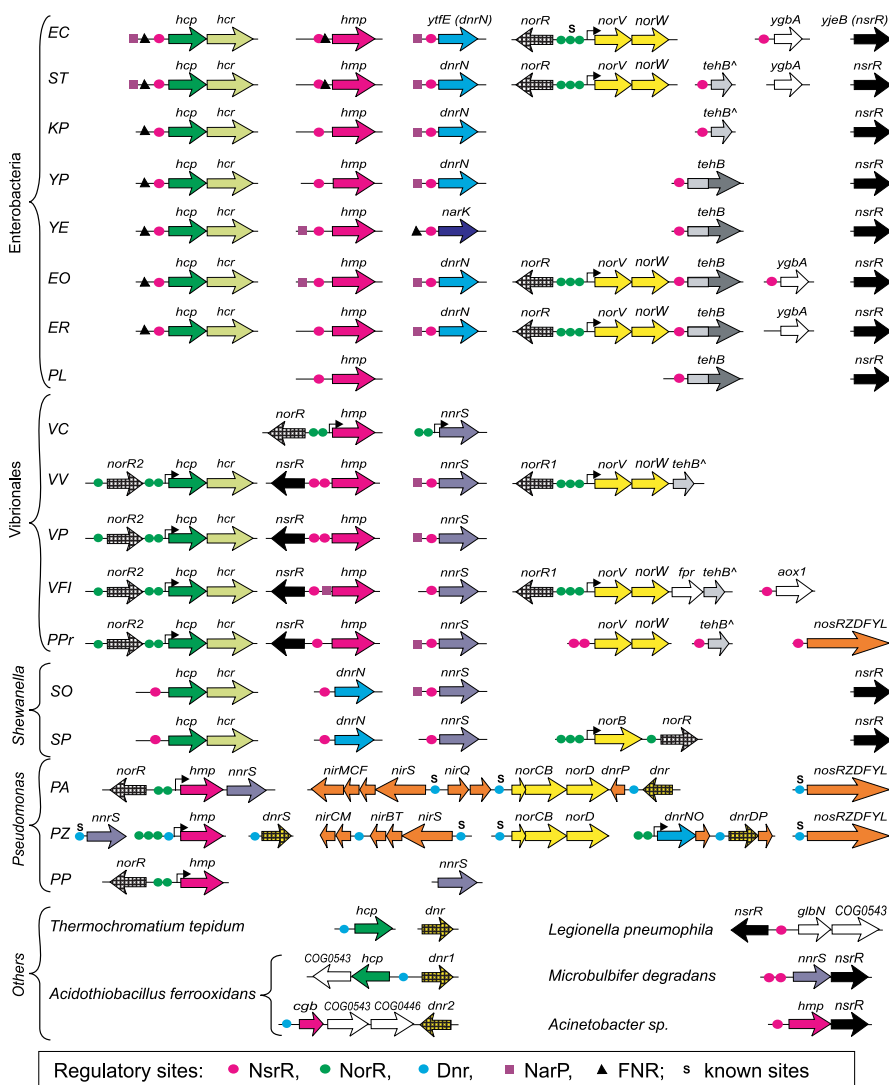 hcp hcr hmp ytfE (dnrN) norR S norV norW ygbA yjeB (nsrR)
EC
hcp hcr hmp dnrN norR norV norW tehB^ ygbA nsrR
ST
hcp hcr hmp dnrN tehB^ nsrR
KP
hcp hcr hmp dnrN tehB nsrR
YP
hcp hcr hmp narK tehB nsrR
YE
hcp hcr hmp dnrN norR norV norW tehB ygbA nsrR
EO
hcp hcr hmp dnrN norR norV norW tehB ygbA nsrR
ER
hmp tehB nsrR
PL
Enterobacteria
norR hmp nnrS
VC
norR2 hcp hcr nsrR hmp nnrS norR1 norV norW tehB^
VV
norR2 hcp hcr nsrR hmp nnrS
VP
norR2 hcp hcr nsrR hmp nnrS norR1 norV norW fpr tehB^ aox1
VFI
norR2 hcp hcr nsrR hmp nnrS norV norW tehB^ nosRZDFYL
PPr
Vibrionales
hcp hcr dnrN nnrS nsrR
SO
hcp hcr dnrN nnrS norB norR nsrR
SP
Shewanella
norR hmp nnrS nirMCF nirS S nirQ S norCB norD dnrP dnr S nosRZDFYL
PA
S nnrS hmp dnrS nirCM nirBT nirS S S norCB norD dnrNO dnrDP S nosRZDFYL
PZ
norR hmp nnrS
PP
Pseudomonas
hcp dnr nsrR glbN COG0543
Thermochromatium tepidum Legionella pneumophila
COG0543 hcp dnr1 nnrS nsrR
Acidothiobacillus ferrooxidans Microbulbifer degradans
cgb COG0543 COG0446 dnr2 hmp nsrR
Acinetobacter sp.
Others
Regulatory sites: NsrR, NorR, Dnr, NarP, FNR; S known sites